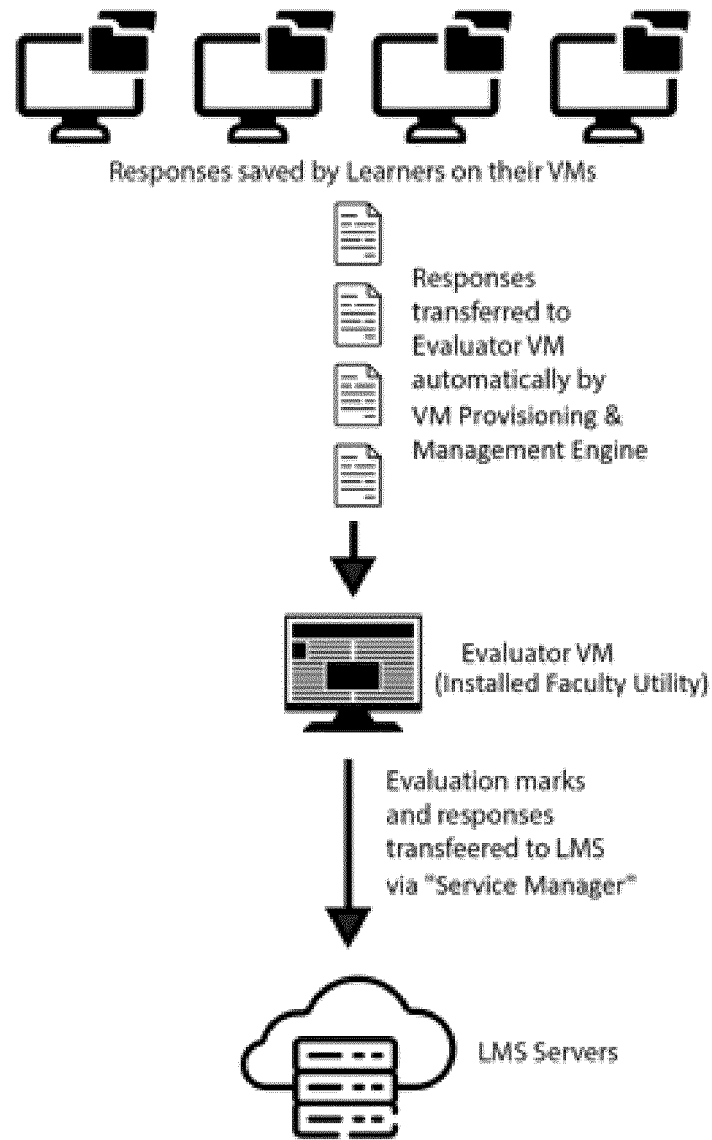 Responses saved by Learners on their VMs
Responses
transferred to
Evaluator VM
automatically by
VM Provisioning &
Management Engine
Evaluator VM
(Installed Faculty Utility)
Evaluation marks
and responses
transfeered to LMS
via "Service Manager"
LMS Servers